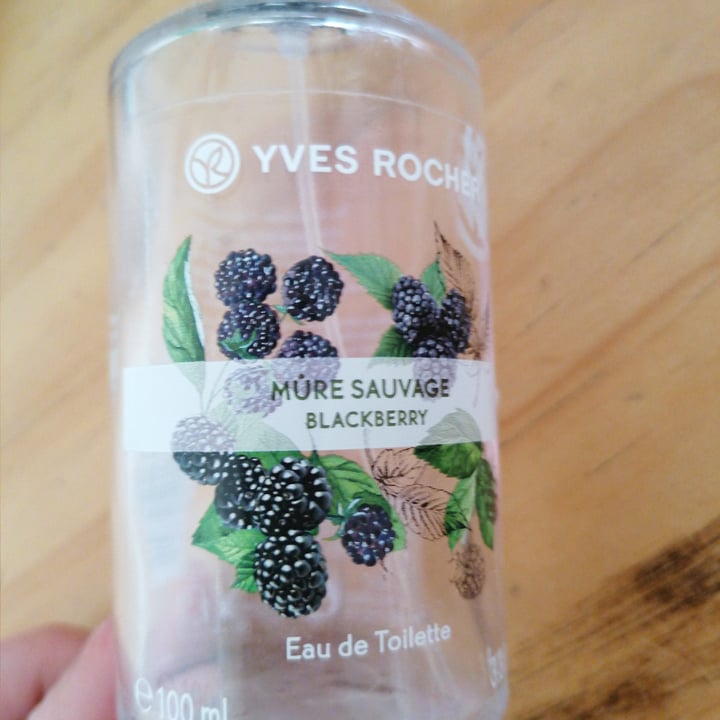 YVES ROCHER
MÛRE SAUVAGE
BLACKBERRY
Eau de Toilette
℮ 100 ml